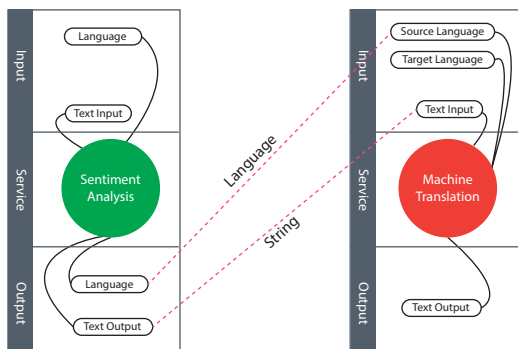 Input
Language
Text Input
Service
Sentiment
Analysis
Output
Language
Text Output
Language
String
Input
Source Language
Target Language
Text Input
Service
Machine
Translation
Output
Text Output